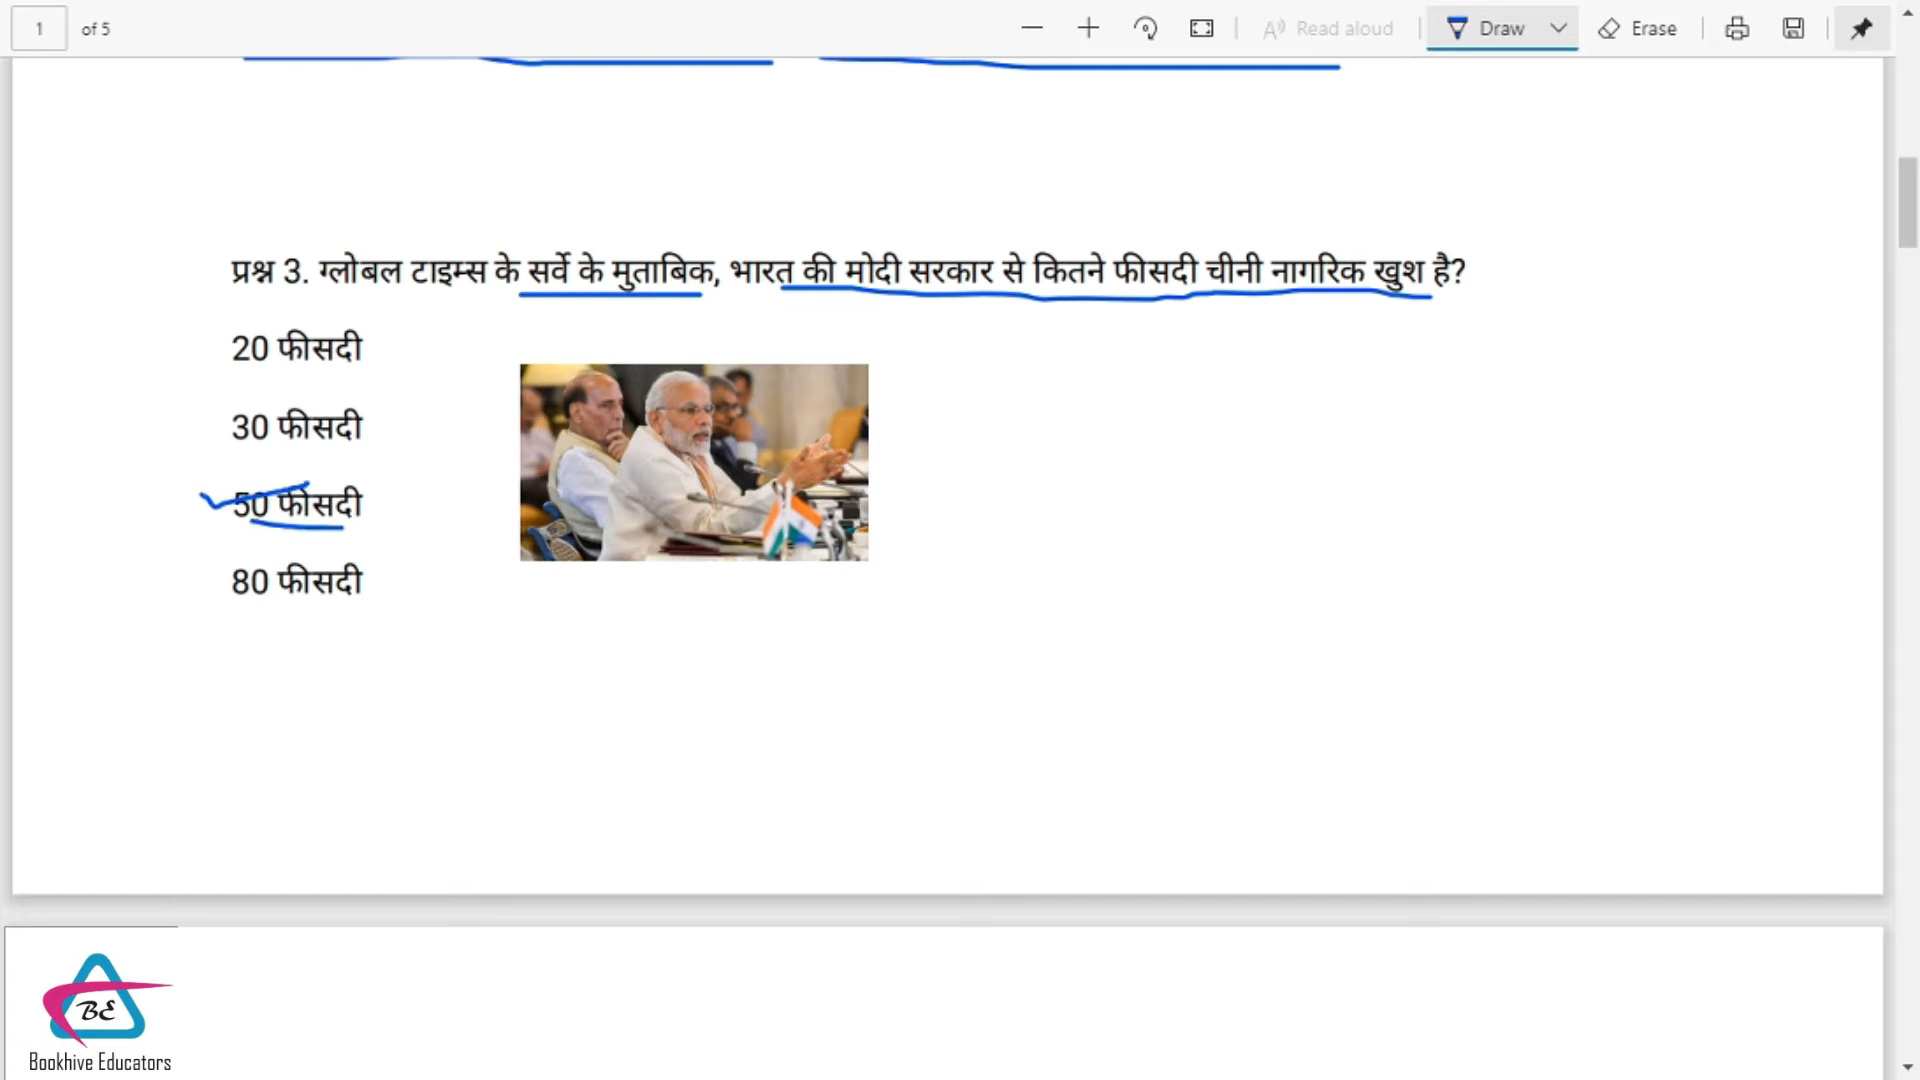 1 of 5 Read aloud Draw Erase
प्रश्न 3. ग्लोबल टाइम्स के सर्वे के मुताबिक, भारत की मोदी सरकार से कितने फीसदी चीनी नागरिक खुश है?
20 फीसदी
30 फीसदी
50 फीसदी
80 फीसदी
BE
Bookhive Educators